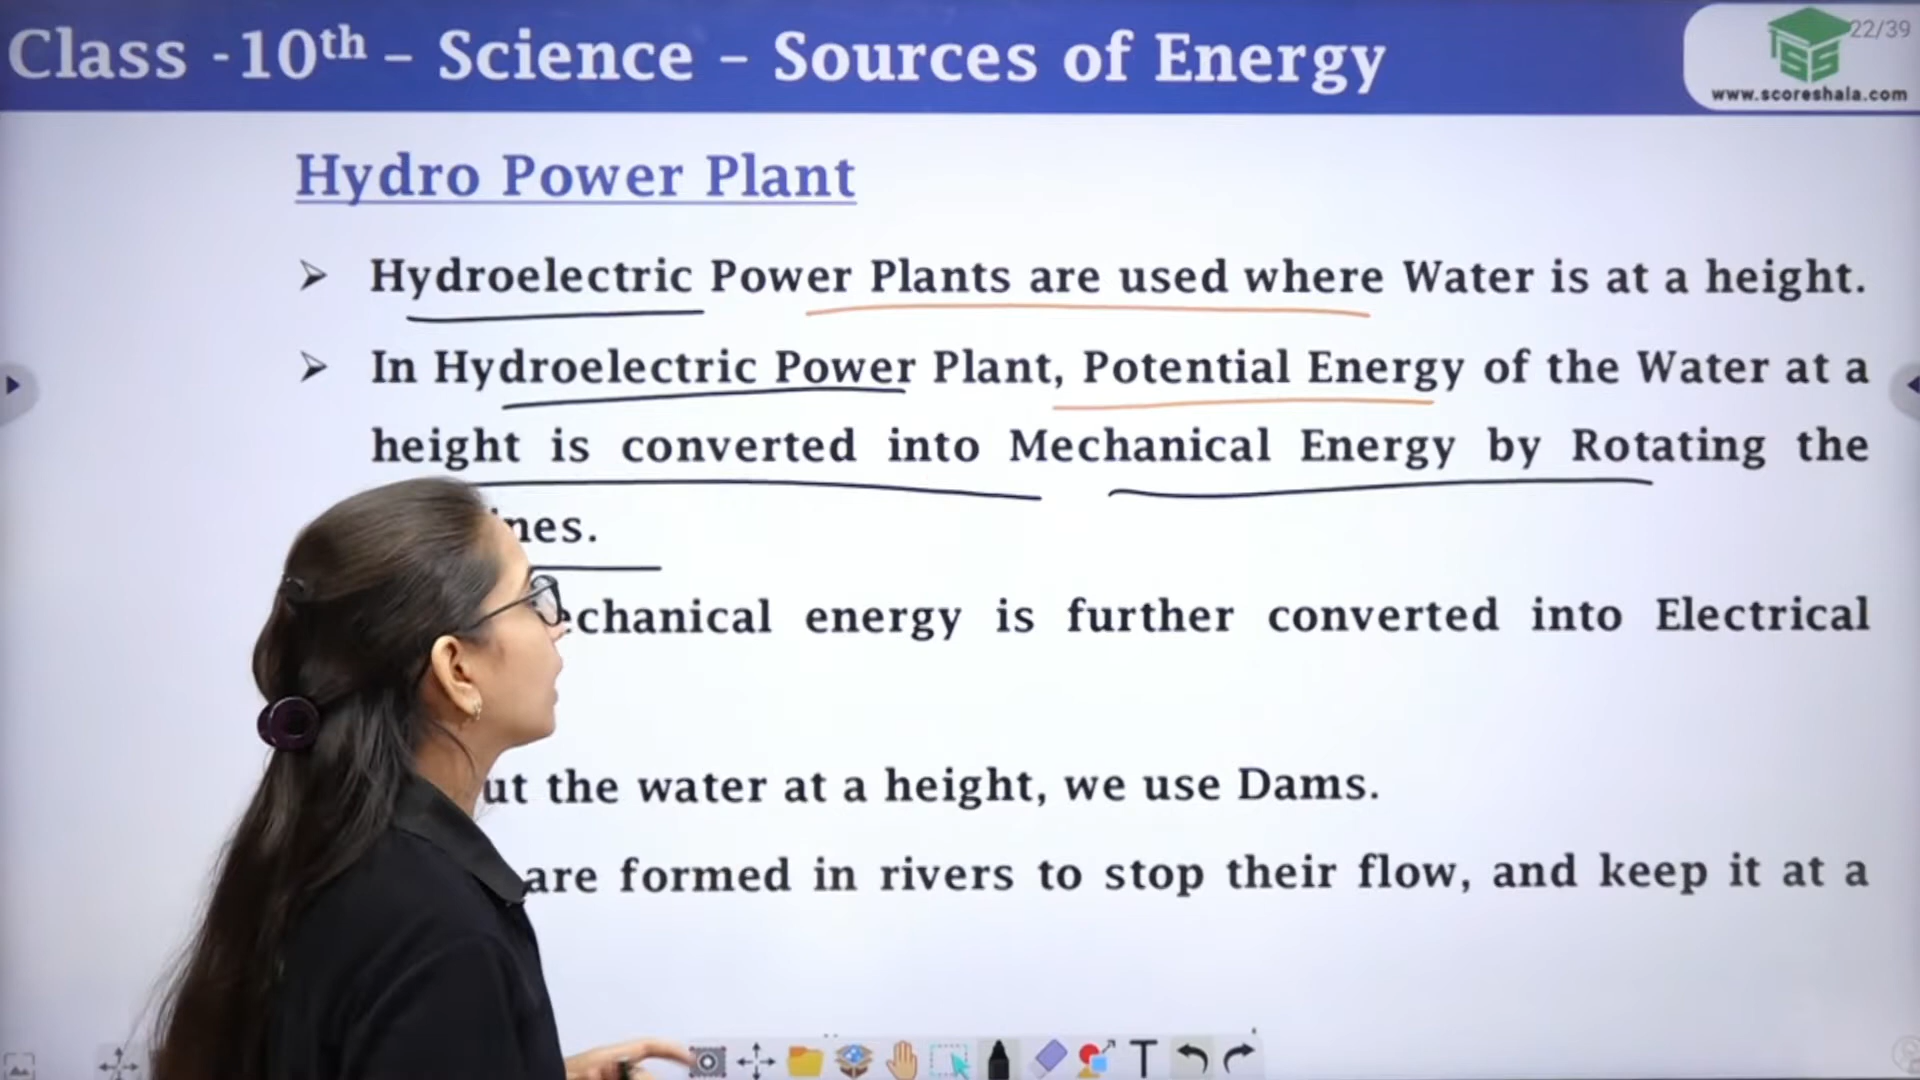 Class -10th – Science – Sources of Energy
22/39
www.scoreshala.com
Hydro Power Plant
➢ Hydroelectric Power Plants are used where Water is at a height.
➢ In Hydroelectric Power Plant, Potential Energy of the Water at a
height is converted into Mechanical Energy by Rotating the
energy is further converted into Electrical
the water at a height, we use Dams.
are formed in rivers to stop their flow, and keep it at a